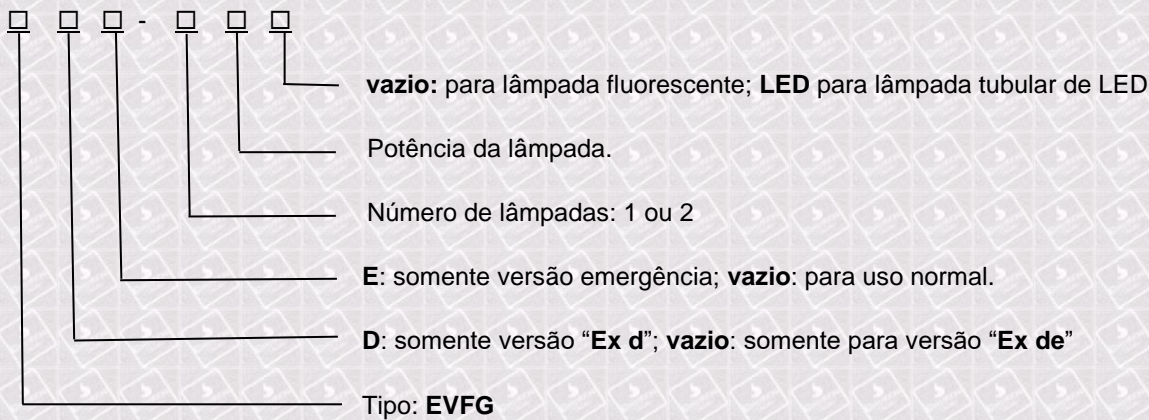 □ □ □ - □ □ □
vazio: para lâmpada fluorescente; LED para lâmpada tubular de LED
Potência da lâmpada.
Número de lâmpadas: 1 ou 2
E: somente versão emergência; vazio: para uso normal.
D: somente versão “Ex d”; vazio: somente para versão “Ex de”
Tipo: EVFG